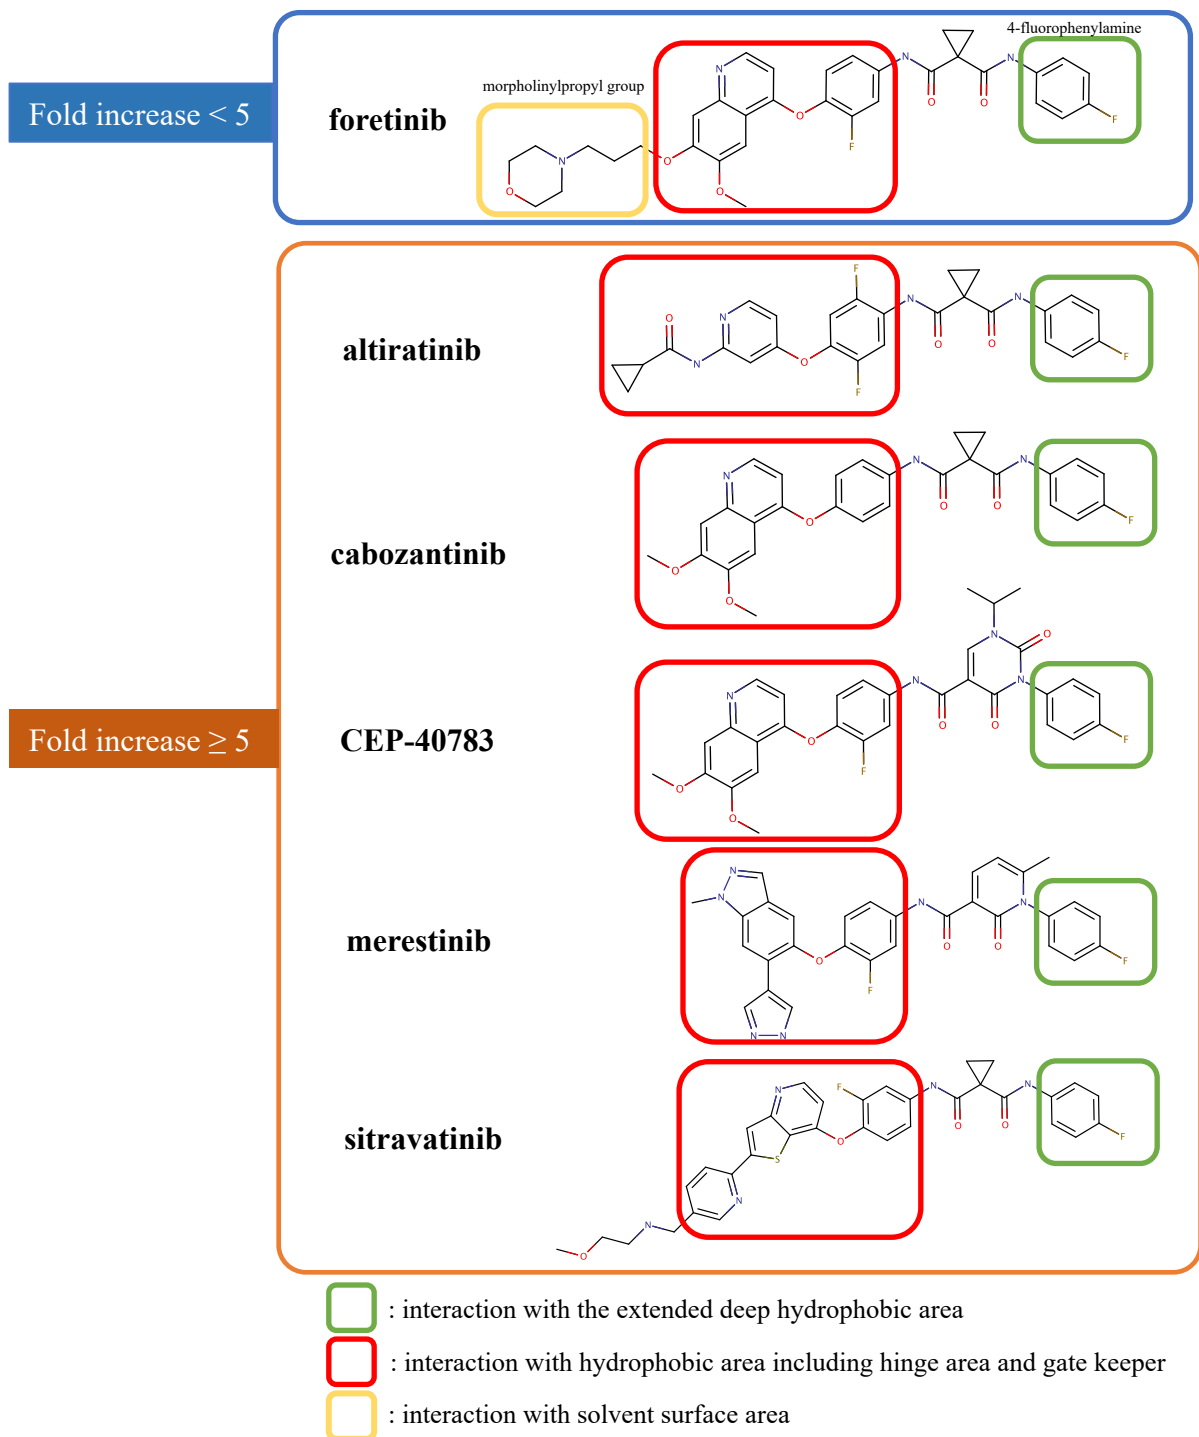 4-fluorophenylamine
morpholinylpropyl group
Fold increase < 5
foretinib
N
O
N
O
O
O
F
N
O
O
N
F
altiratinib
O
N
N
O
F
F
N
O
O
N
F
cabozantinib
N
O
O
O
N
O
O
N
F
CEP-40783
N
O
O
O
F
N
O
O
N
N
O
F
Fold increase ≥ 5
merestinib
N
N
N
N
O
F
N
O
O
N
F
sitravatinib
N
S
N
N
O
O
F
N
O
O
N
F
: interaction with the extended deep hydrophobic area
: interaction with hydrophobic area including hinge area and gate keeper
: interaction with solvent surface area